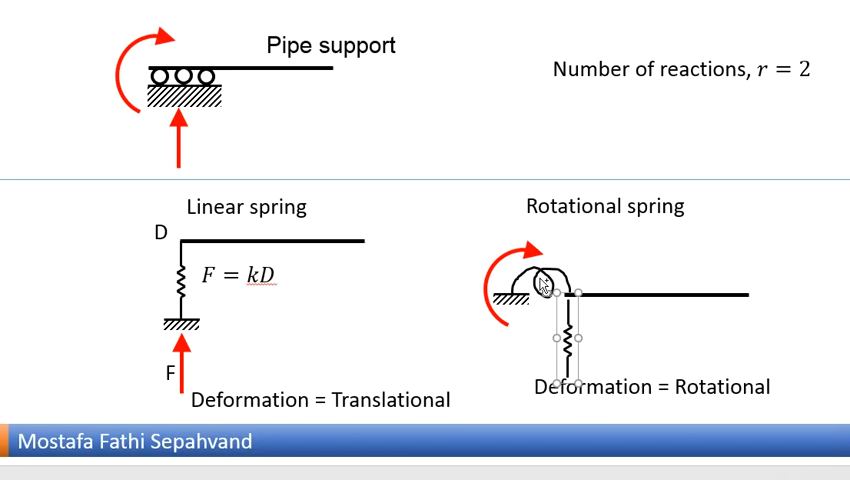 Pipe support
Number of reactions, r = 2
Linear spring
Rotational spring
D
F = kD
F
Deformation = Translational
Deformation = Rotational
Mostafa Fathi Sepahvand